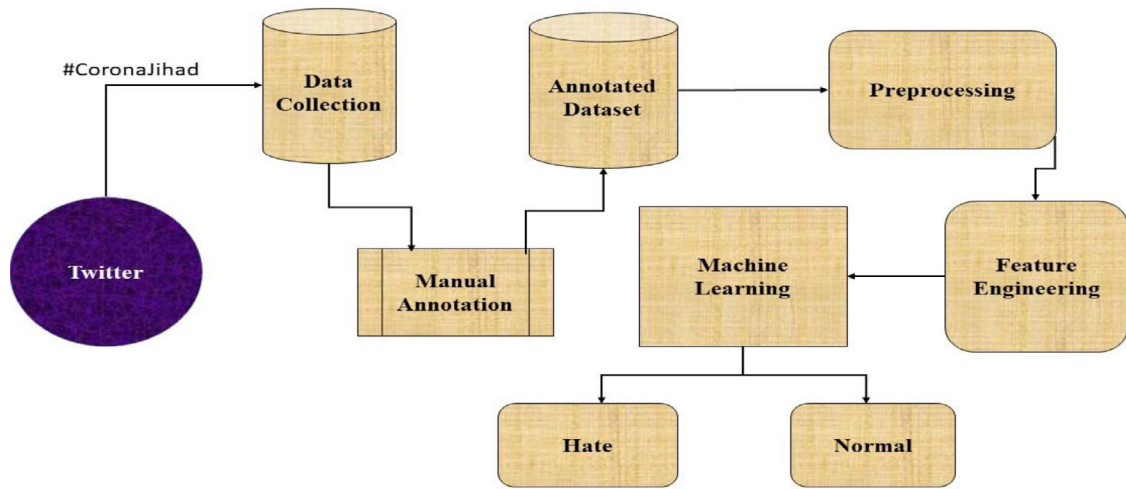 #CoronaJihad
Data
Collection
Annotated
Dataset
Preprocessing
Twitter
Manual
Annotation
Machine
Learning
Feature
Engineering
Hate
Normal